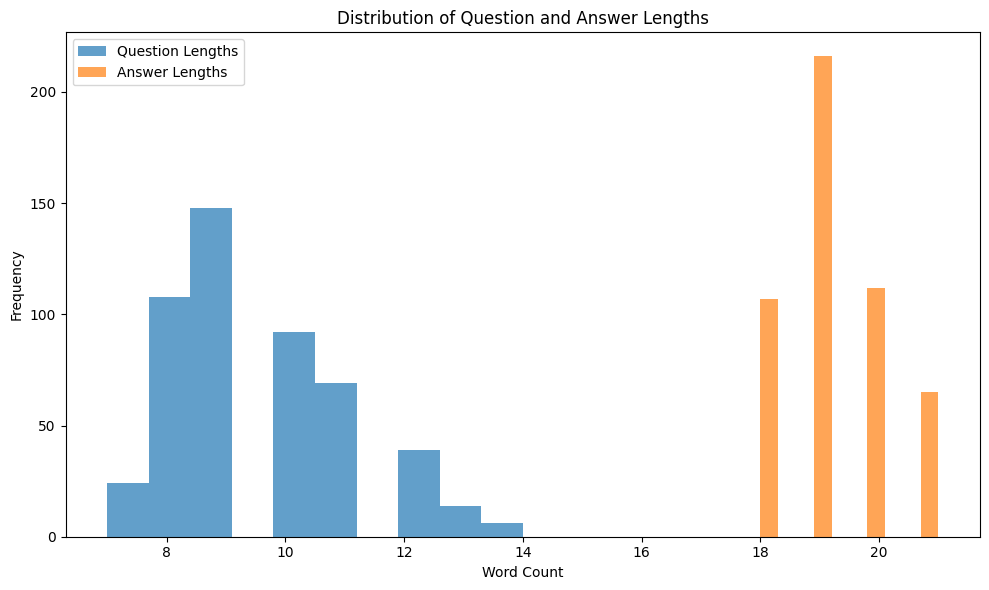 Distribution of Question and Answer Lengths
Question Lengths
Answer Lengths
200
150
100
50
0
Frequency
8 10 12 14 16 18 20
Word Count